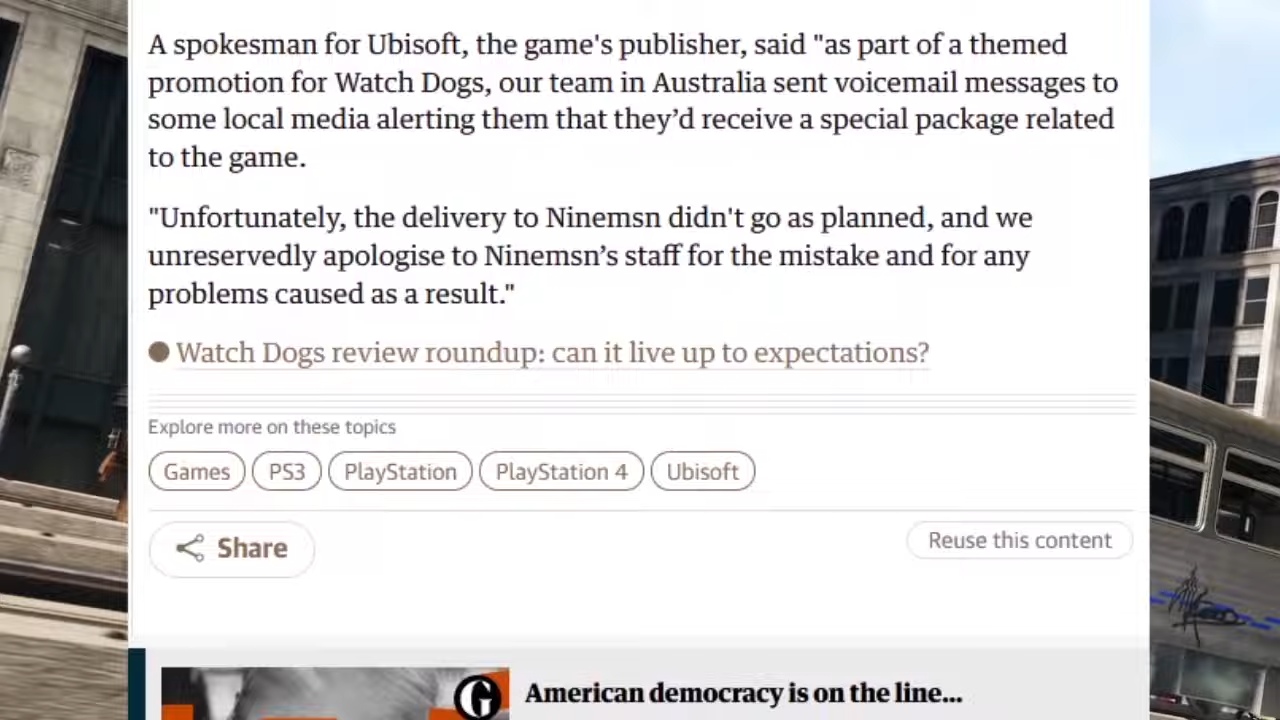 A spokesman for Ubisoft, the game's publisher, said "as part of a themed
promotion for Watch Dogs, our team in Australia sent voicemail messages to
some local media alerting them that they’d receive a special package related
to the game.
"Unfortunately, the delivery to Ninemsn didn't go as planned, and we
unreservedly apologise to Ninemsn’s staff for the mistake and for any
problems caused as a result."
Watch Dogs review roundup: can it live up to expectations?
Explore more on these topics
Games PS3 PlayStation PlayStation 4 Ubisoft
Share
Reuse this content
G
American democracy is on the line...